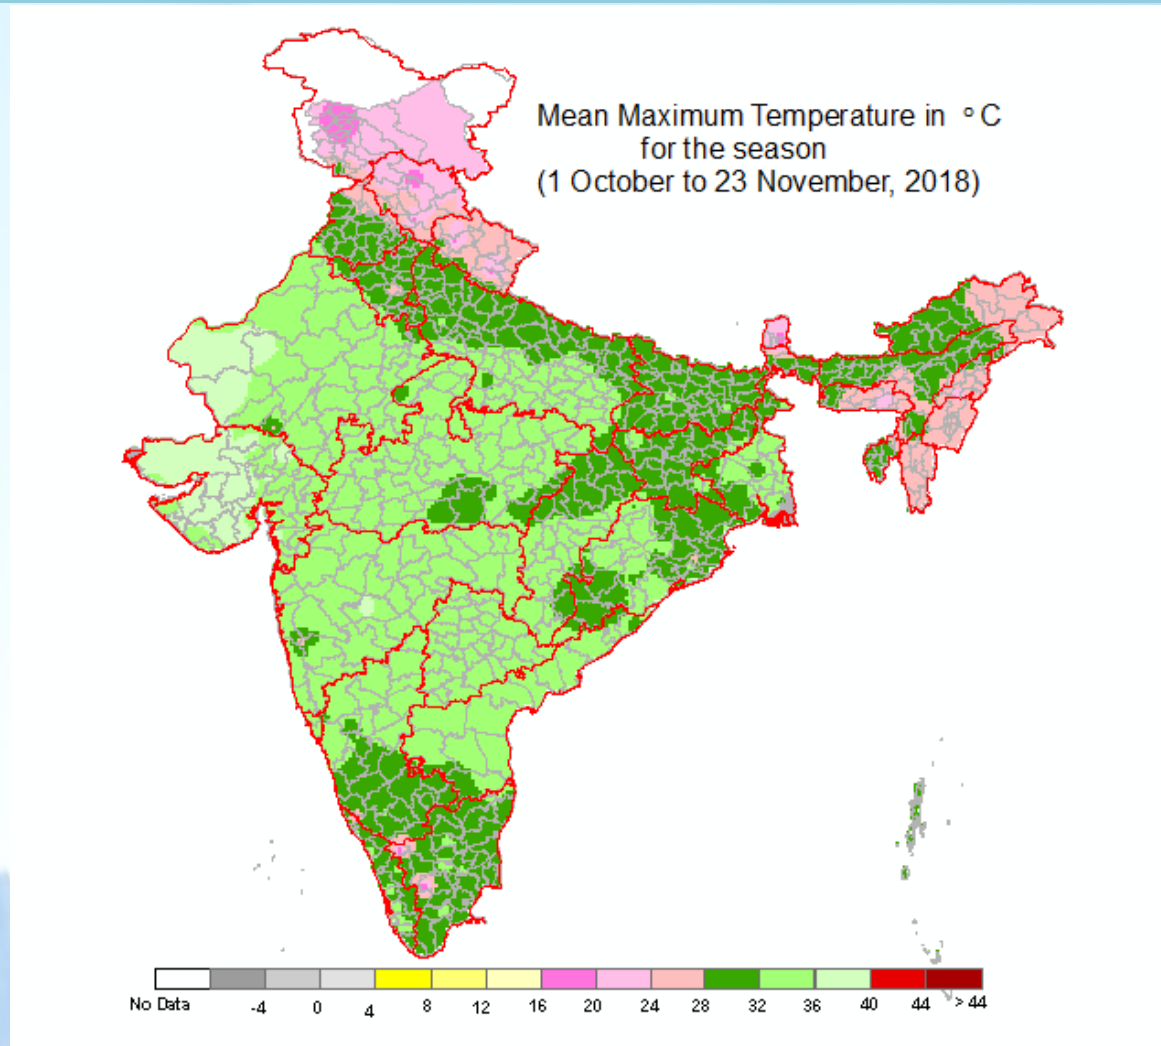 Mean Maximum Temperature in °C
for the season
(1 October to 23 November, 2018)
No Data -4 0 4 8 12 16 20 24 28 32 36 40 44 > 44